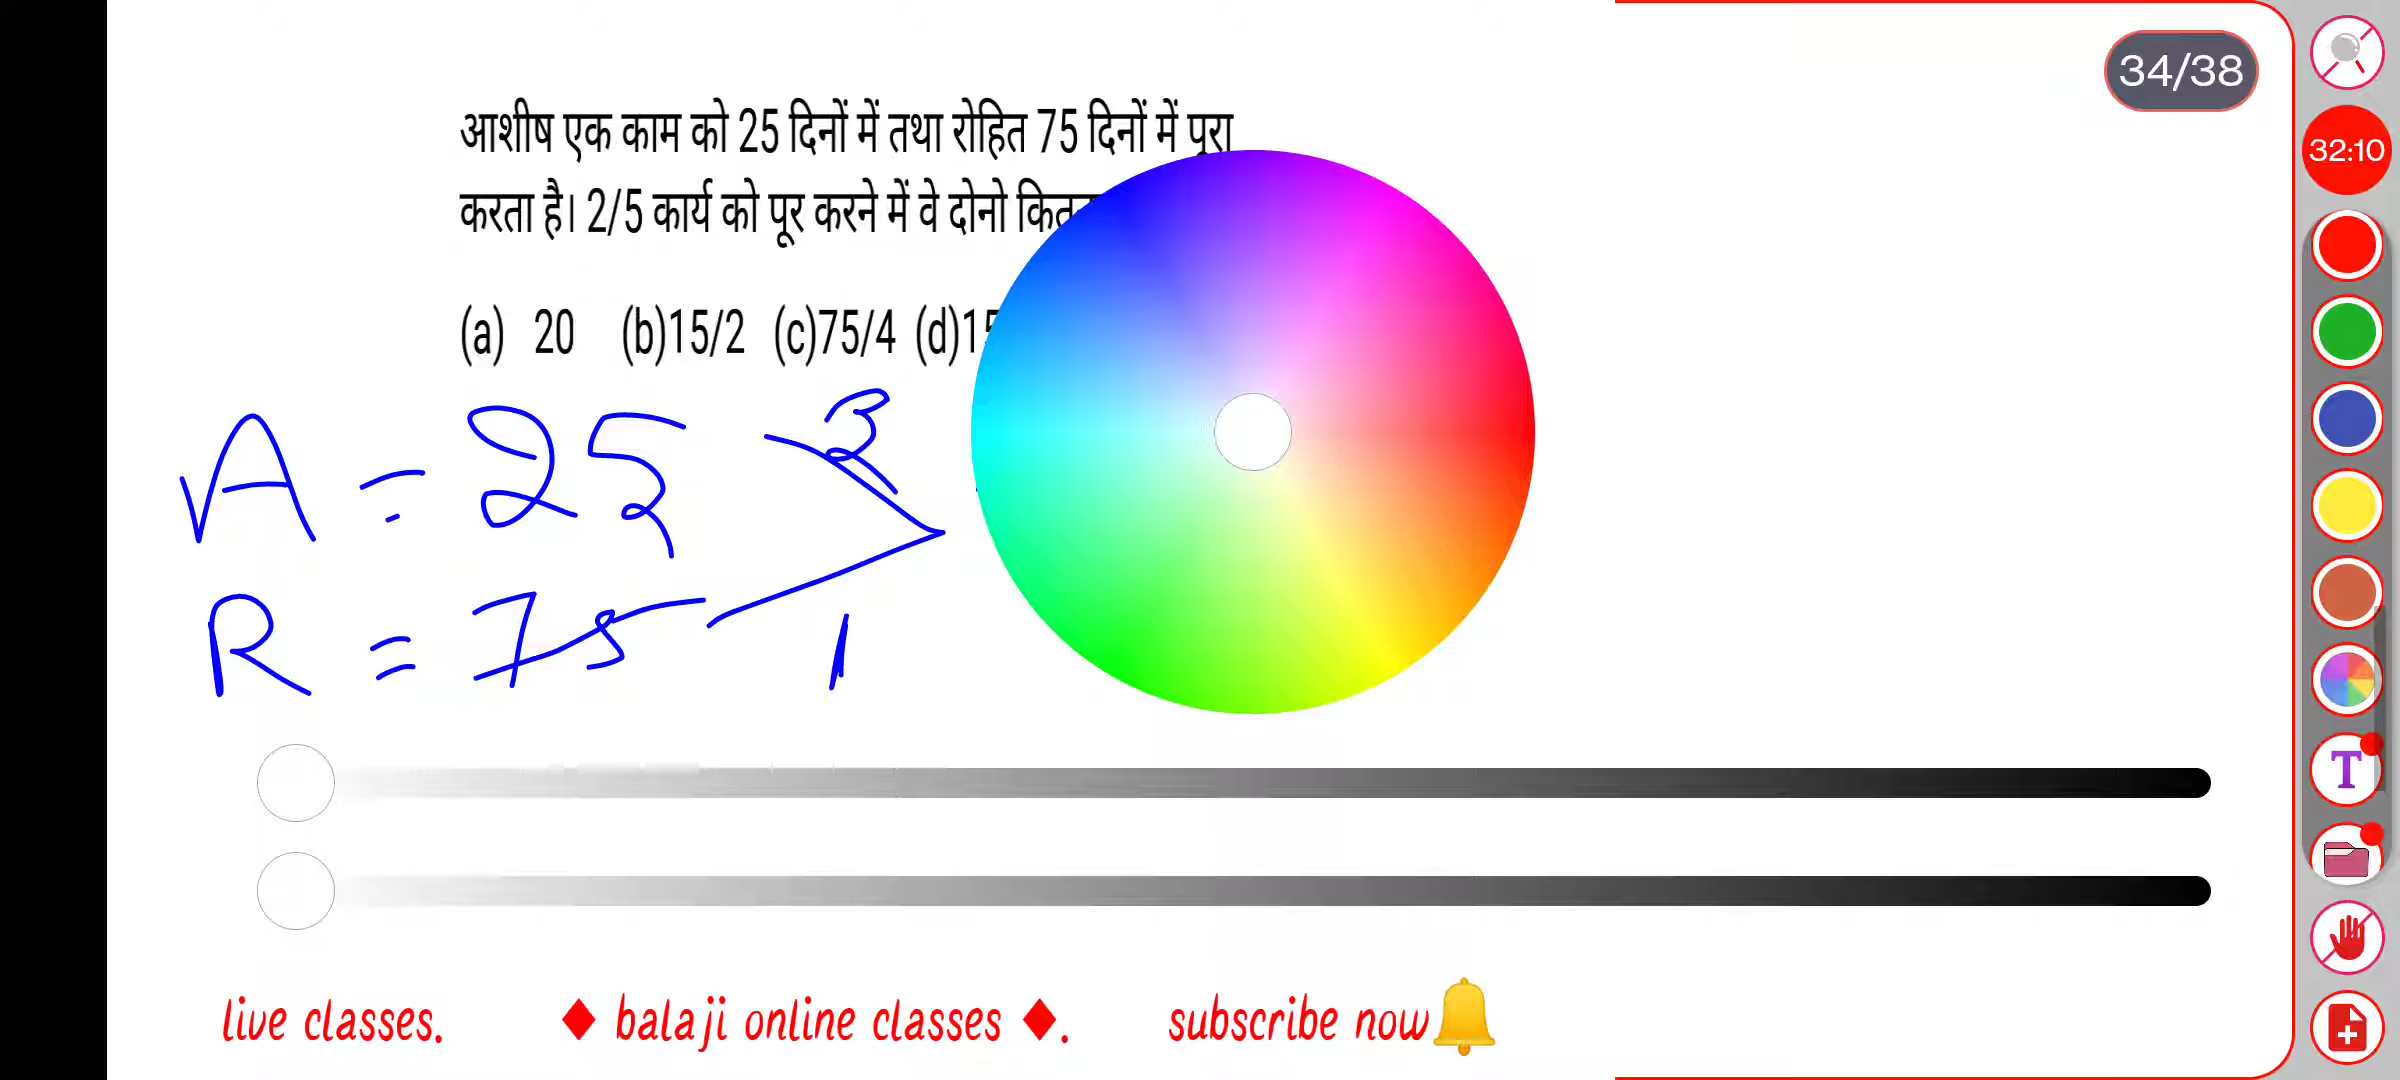 34/38
32:10
आशीष एक काम को 25 दिनों में तथा रोहित 75 दिनों में पूरा
करता है। 2/5 कार्य को पूर करने में वे दोनो
(a) 20 (b)15/2 (c)75/4 (d)15
A = 25 3
R = 75 1
T
live classes. ♦ balaji online classes ♦. subscribe now🔔